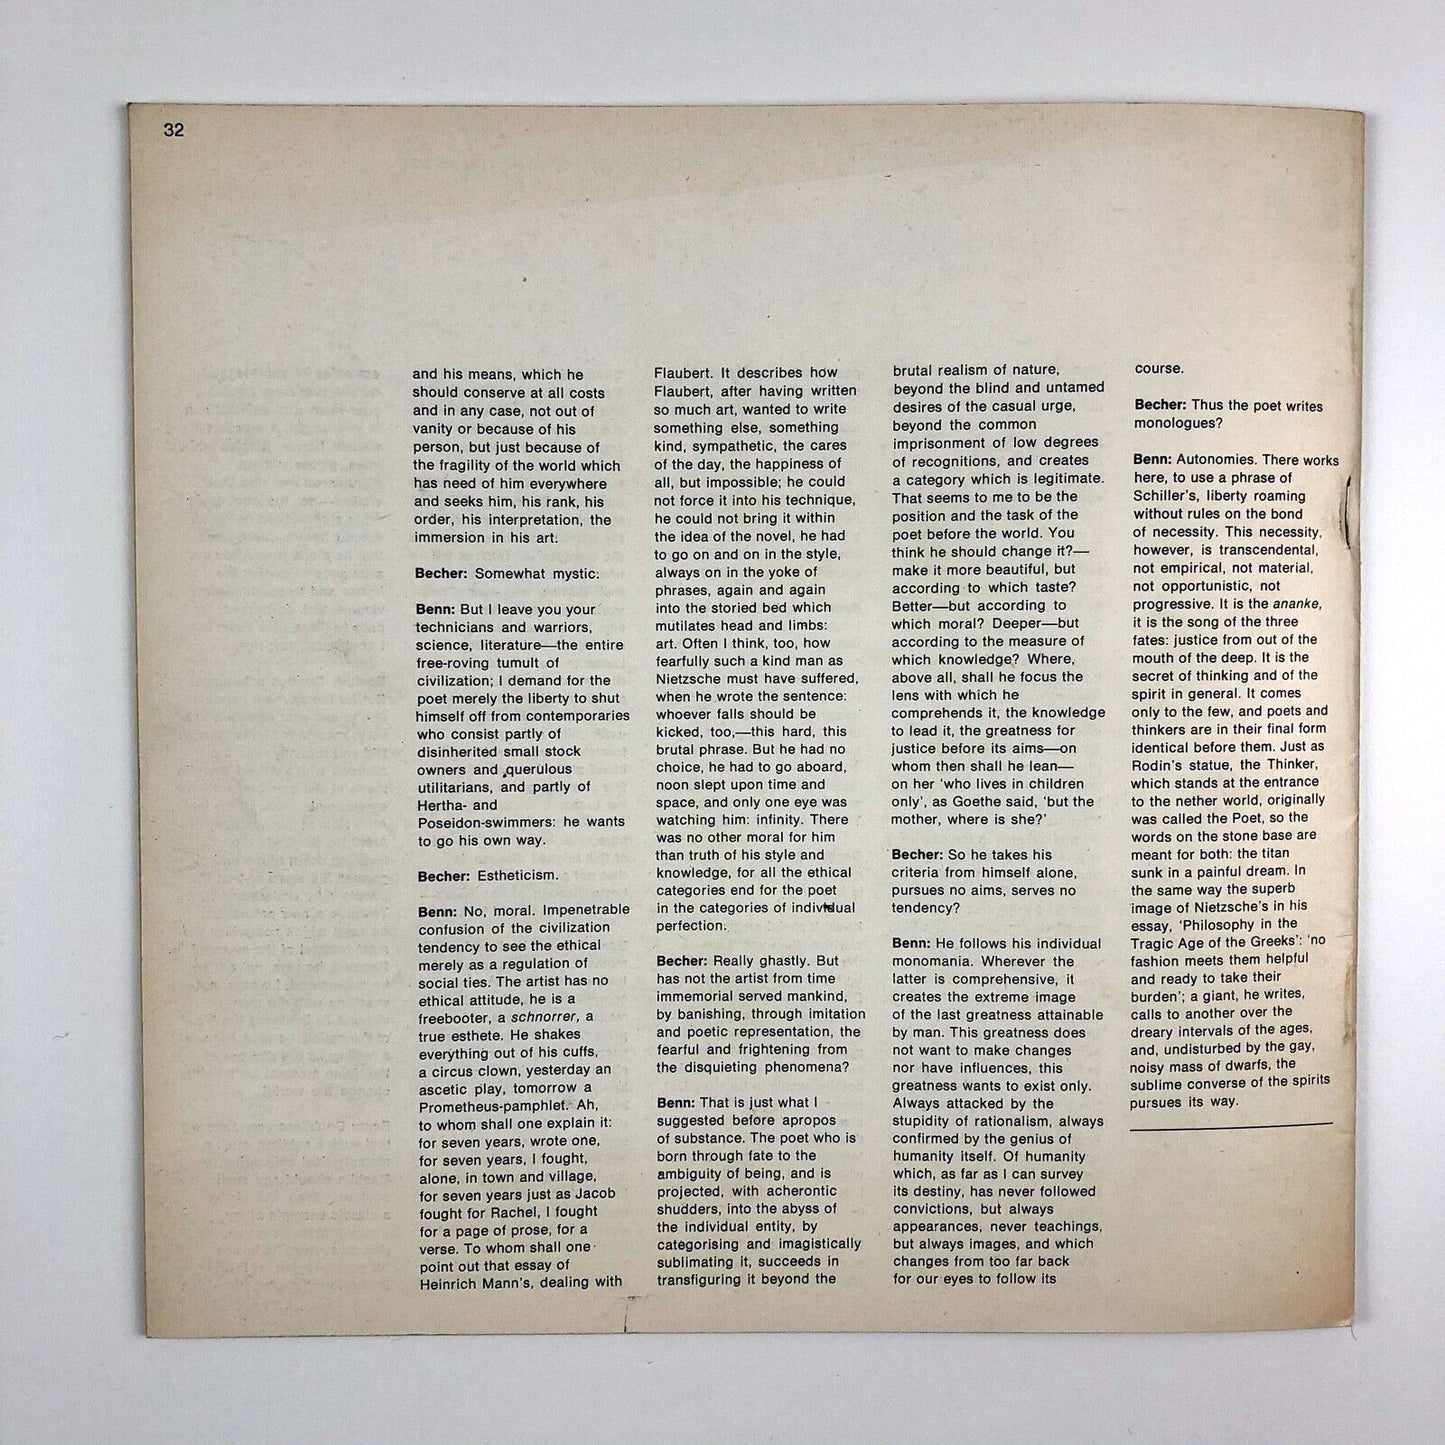 32
and his means, which he
should conserve at all costs
and in any case, not out of
vanity or because of his
person, but just because of
the fragility of the world which
has need of him everywhere
and seeks him, his rank, his
order, his interpretation, the
immersion in his art.
Becher: Somewhat mystic.
Benn: But I leave you your
technicians and warriors,
science, literature—the entire
free-roving tumult of
civilization; I demand for the
poet merely the liberty to shut
himself off from contemporaries
who consist partly of
disinherited small stock
owners and querulous
utilitarians, and partly of
Hertha- and
Poseidon-swimmers: he wants
to go his own way.
Becher: Estheticism.
Benn: No, moral. Impenetrable
confusion of the civilization
tendency to see the ethical
merely as a regulation of
social ties. The artist has no
ethical attitude, he is a
freebooter, a schnorrer, a
true esthete. He shakes
everything out of his cuffs,
a circus clown, yesterday an
ascetic play, tomorrow a
Prometheus-pamphlet. Ah,
to whom shall one explain it:
for seven years, wrote one,
for seven years, I fought,
alone, in town and village,
for seven years just as Jacob
fought for Rachel, I fought
for a page of prose, for a
verse. To whom shall one
point out that essay of
Heinrich Mann's, dealing with
Flaubert. It describes how
Flaubert, after having written
so much art, wanted to write
something else, something
kind, sympathetic, the cares
of the day, the happiness of
all, but impossible; he could
not force it into his technique,
he could not bring it within
the idea of the novel, he had
to go on and on in the style,
always on in the yoke of
phrases, again and again
into the storied bed which
mutilates head and limbs:
art. Often I think, too, how
fearfully such a kind man as
Nietzsche must have suffered,
when he wrote the sentence:
whoever falls should be
kicked, too,—this hard, this
brutal phrase. But he had no
choice, he had to go aboard,
noon slept upon time and
space, and only one eye was
watching him: infinity. There
was no other moral for him
than truth of his style and
knowledge, for all the ethical
categories end for the poet
in the categories of individual
perfection.
Becher: Really ghastly. But
has not the artist from time
immemorial served mankind,
by banishing, through imitation
and poetic representation, the
fearful and frightening from
the disquieting phenomena?
Benn: That is just what I
suggested before apropos
of substance. The poet who is
born through fate to the
ambiguity of being, and is
projected, with acherontic
shudders, into the abyss of
the individual entity, by
categorising and imagistically
sublimating it, succeeds in
transfiguring it beyond the
brutal realism of nature,
beyond the blind and untamed
desires of the casual urge,
beyond the common
imprisonment of low degrees
of recognitions, and creates
a category which is legitimate.
That seems to me to be the
position and the task of the
poet before the world. You
think he should change it?—
make it more beautiful, but
according to which taste?
Better—but according to
which moral? Deeper—but
according to the measure of
which knowledge? Where,
above all, shall he focus the
lens with which he
comprehends it, the knowledge
to lead it, the greatness for
justice before its aims—on
whom then shall he lean—
on her 'who lives in children
only', as Goethe said, 'but the
mother, where is she?'
Becher: So he takes his
criteria from himself alone,
pursues no aims, serves no
tendency?
Benn: He follows his individual
monomania. Wherever the
latter is comprehensive, it
creates the extreme image
of the last greatness attainable
by man. This greatness does
not want to make changes
nor have influences, this
greatness wants to exist only.
Always attacked by the
stupidity of rationalism, always
confirmed by the genius of
humanity itself. Of humanity
which, as far as I can survey
its destiny, has never followed
convictions, but always
appearances, never teachings,
but always images, and which
changes from too far back
for our eyes to follow its
course.
Becher: Thus the poet writes
monologues?
Benn: Autonomies. There works
here, to use a phrase of
Schiller's, liberty roaming
without rules on the bond
of necessity. This necessity,
however, is transcendental,
not empirical, not material,
not opportunistic, not
progressive. It is the ananke,
it is the song of the three
fates: justice from out of the
mouth of the deep. It is the
secret of thinking and of the
spirit in general. It comes
only to the few, and poets and
thinkers are in their final form
identical before them. Just as
Rodin's statue, the Thinker,
which stands at the entrance
to the nether world, originally
was called the Poet, so the
words on the stone base are
meant for both: the titan
sunk in a painful dream. In
the same way the superb
image of Nietzsche's in his
essay, 'Philosophy in the
Tragic Age of the Greeks': 'no
fashion meets them helpful
and ready to take their
burden'; a giant, he writes,
calls to another over the
dreary intervals of the ages,
and, undisturbed by the gay,
noisy mass of dwarfs, the
sublime converse of the spirits
pursues its way.